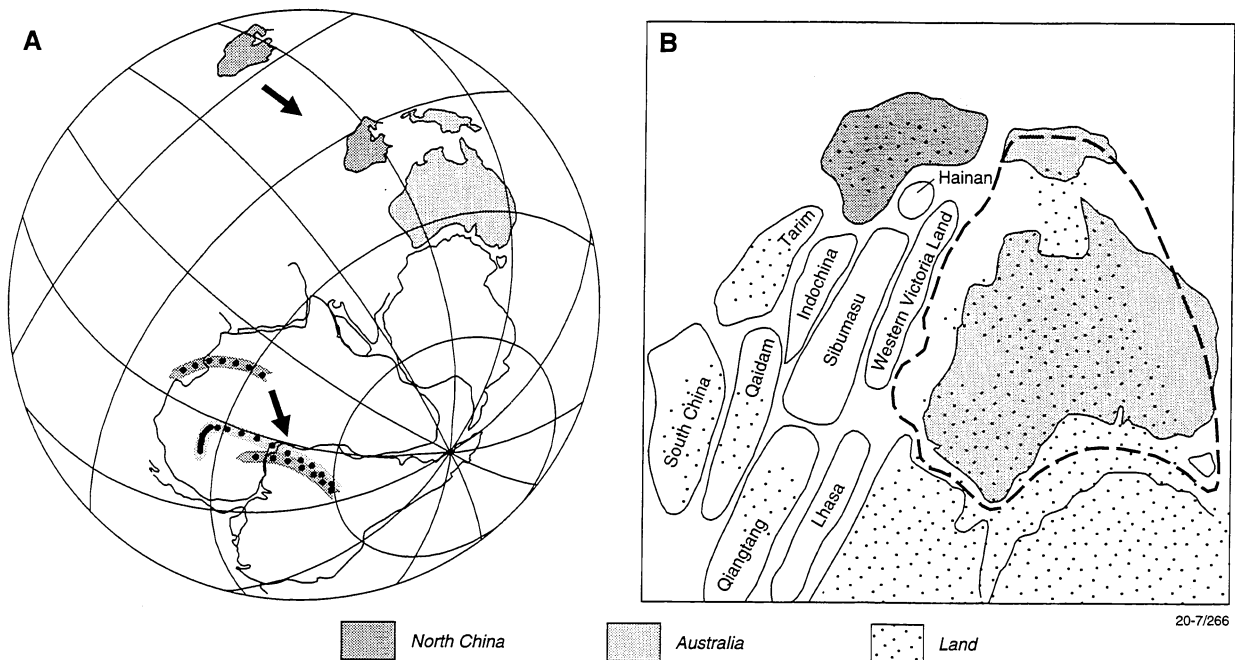 A
B
Hainan
Tarim
Indochina
Sibumasu
Western Victoria Land
South China
Qaidam
Qiangtang
Lhasa
20-7/266
North China
Australia
Land